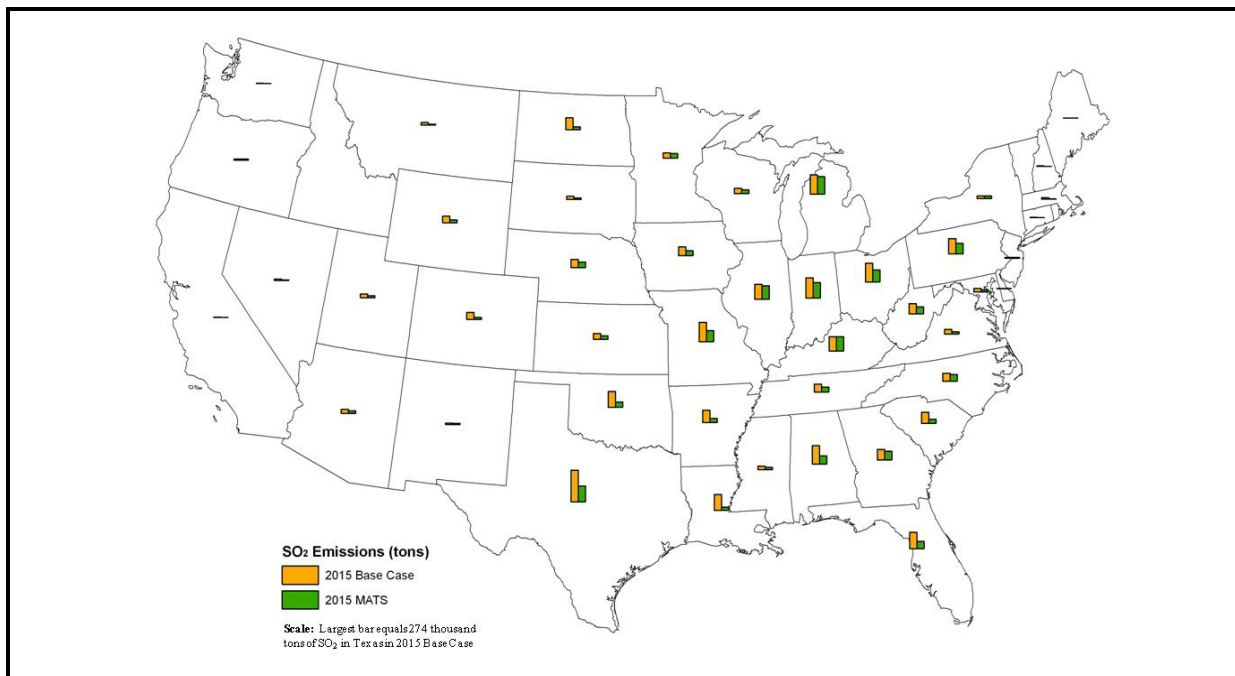 SO₂ Emissions (tons)
2015 Base Case
2015 MATS
Scale: Largest bar equals 274 thousand
tons of SO₂ in Texas in 2015 Base Case